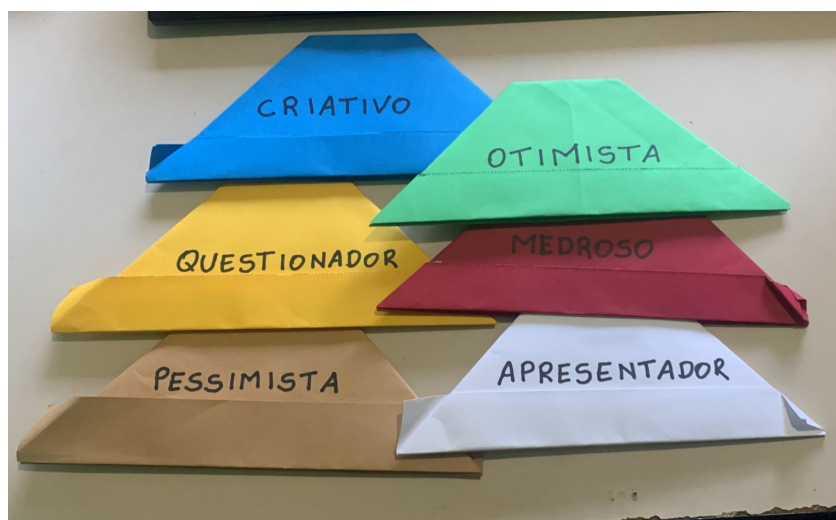 CRIATIVO
OTIMISTA
QUESTIONADOR
MEDROSO
PESSIMISTA
APRESENTADOR